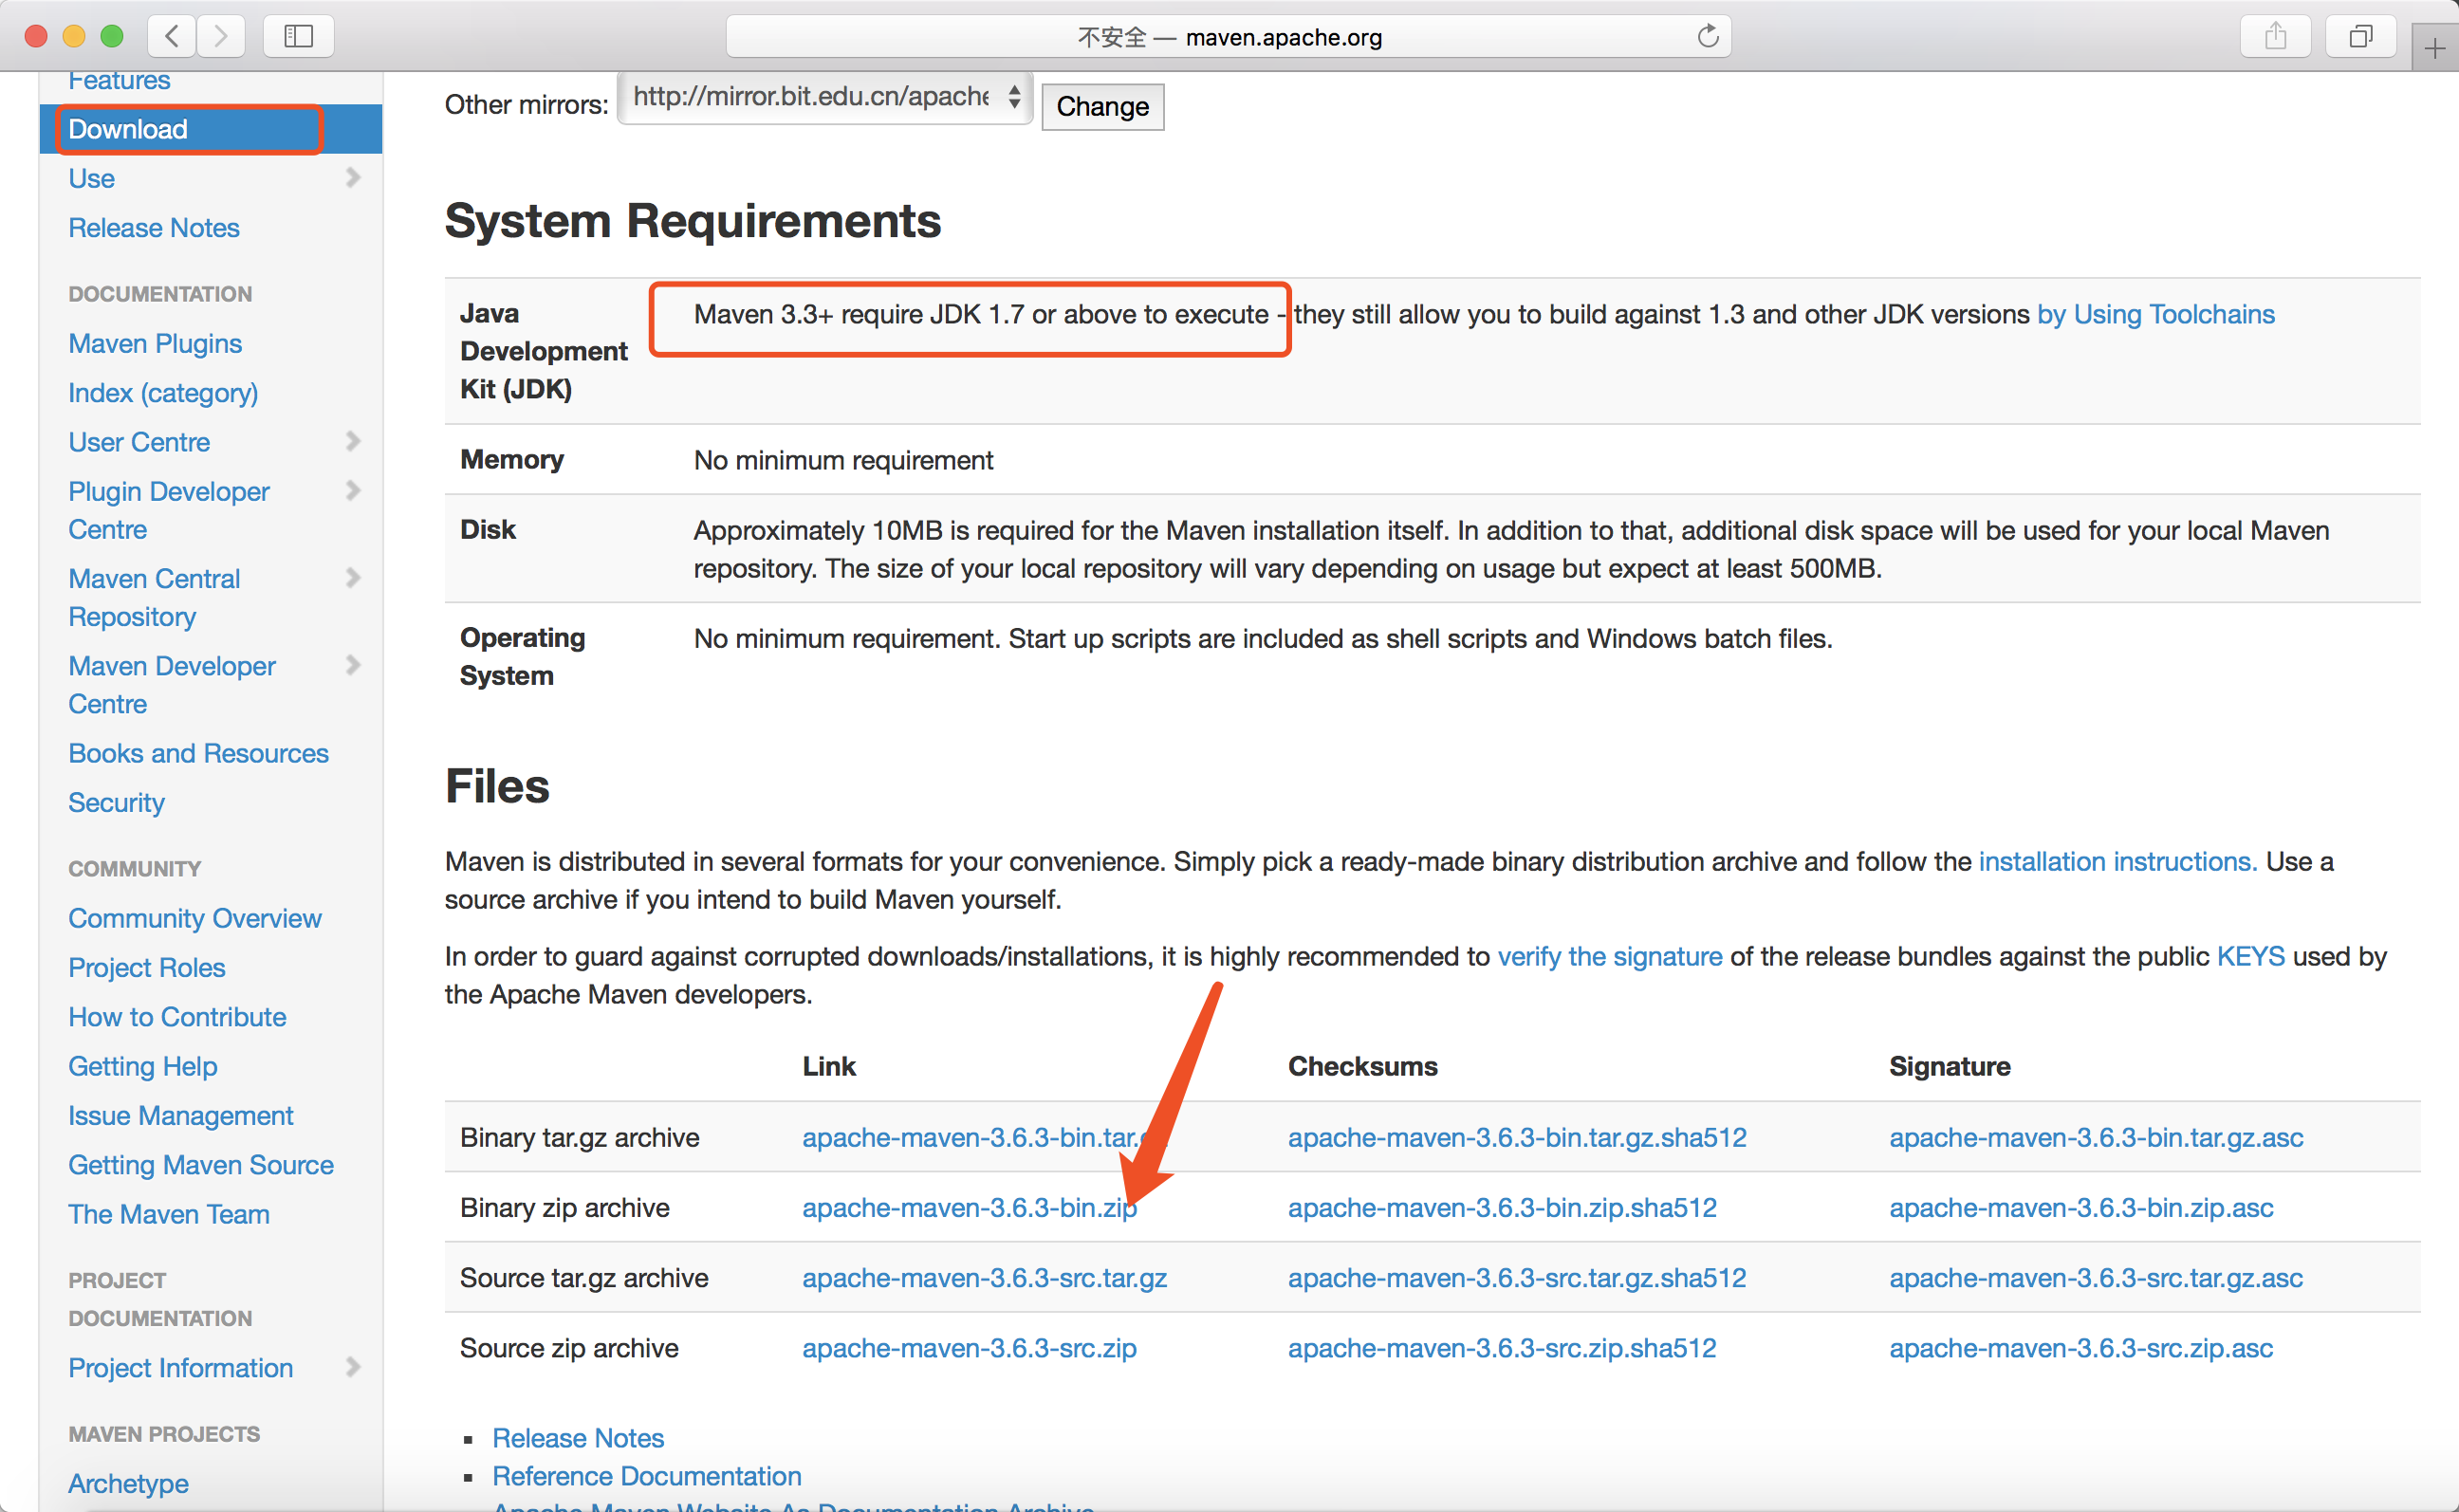 不安全 — maven.apache.org
Features
Download
Use
Release Notes
DOCUMENTATION
Maven Plugins
Index (category)
User Centre
Plugin Developer
Centre
Maven Central
Repository
Maven Developer
Centre
Books and Resources
Security
COMMUNITY
Community Overview
Project Roles
How to Contribute
Getting Help
Issue Management
Getting Maven Source
The Maven Team
PROJECT
DOCUMENTATION
Project Information
MAVEN PROJECTS
Archetype
Other mirrors: http://mirror.bit.edu.cn/apache Change
System Requirements
Java
Development
Kit (JDK)
Maven 3.3+ require JDK 1.7 or above to execute - they still allow you to build against 1.3 and other JDK versions by Using Toolchains
Memory No minimum requirement
Disk Approximately 10MB is required for the Maven installation itself. In addition to that, additional disk space will be used for your local Maven
repository. The size of your local repository will vary depending on usage but expect at least 500MB.
Operating
System
No minimum requirement. Start up scripts are included as shell scripts and Windows batch files.
Files
Maven is distributed in several formats for your convenience. Simply pick a ready-made binary distribution archive and follow the installation instructions. Use a
source archive if you intend to build Maven yourself.
In order to guard against corrupted downloads/installations, it is highly recommended to verify the signature of the release bundles against the public KEYS used by
the Apache Maven developers.
Link Checksums Signature
Binary tar.gz archive apache-maven-3.6.3-bin.tar. apache-maven-3.6.3-bin.tar.gz.sha512 apache-maven-3.6.3-bin.tar.gz.asc
Binary zip archive apache-maven-3.6.3-bin.zip apache-maven-3.6.3-bin.zip.sha512 apache-maven-3.6.3-bin.zip.asc
Source tar.gz archive apache-maven-3.6.3-src.tar.gz apache-maven-3.6.3-src.tar.gz.sha512 apache-maven-3.6.3-src.tar.gz.asc
Source zip archive apache-maven-3.6.3-src.zip apache-maven-3.6.3-src.zip.sha512 apache-maven-3.6.3-src.zip.asc
Release Notes
Reference Documentation
Apache Maven Website As Documentation Archive